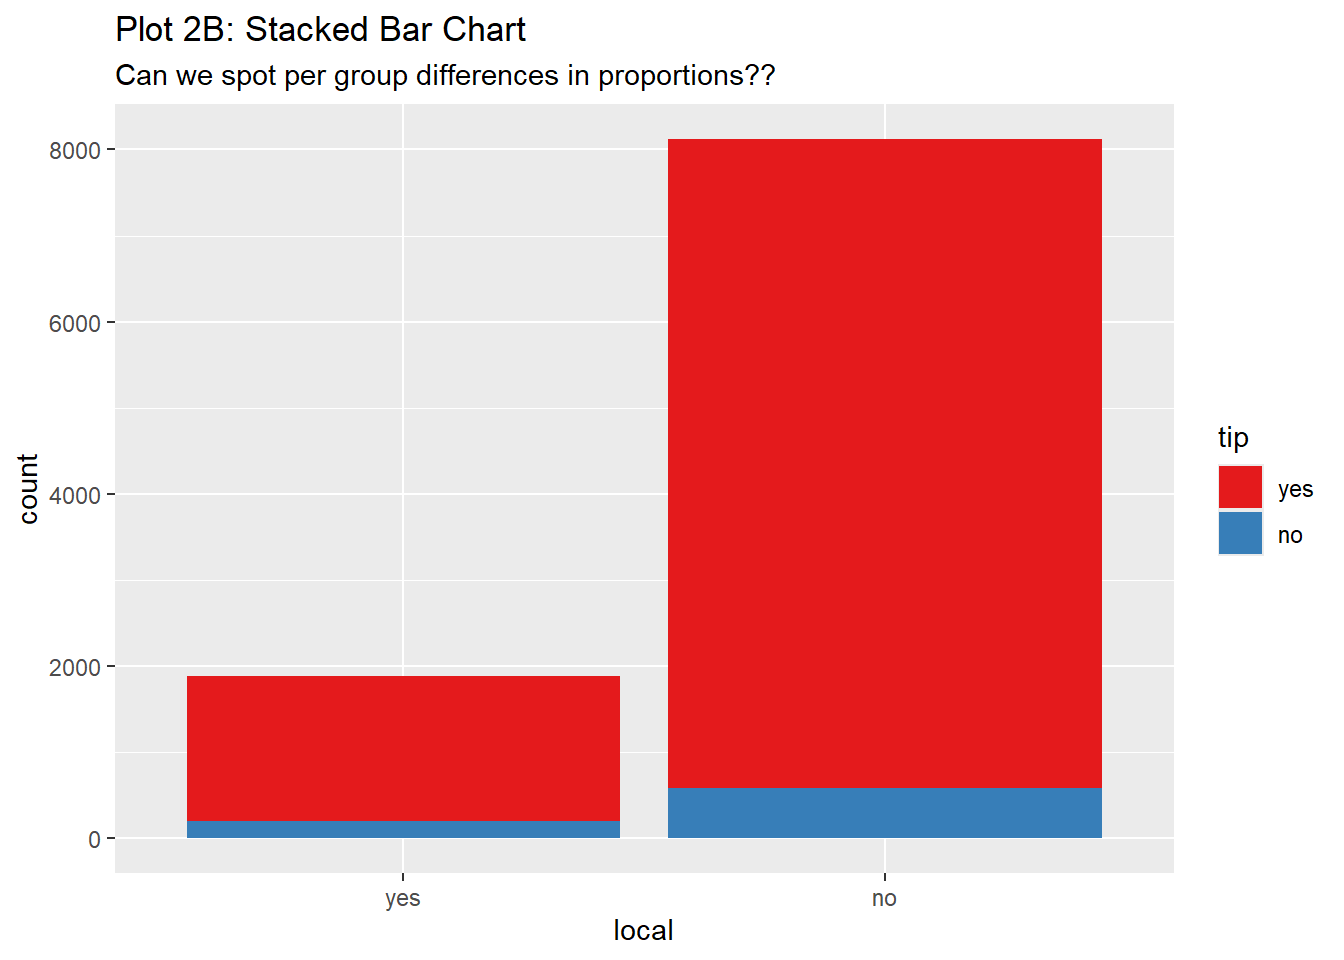 Plot 2B: Stacked Bar Chart
Can we spot per group differences in proportions??
8000
6000
4000
2000
0
count
yes
no
local
tip
yes
no